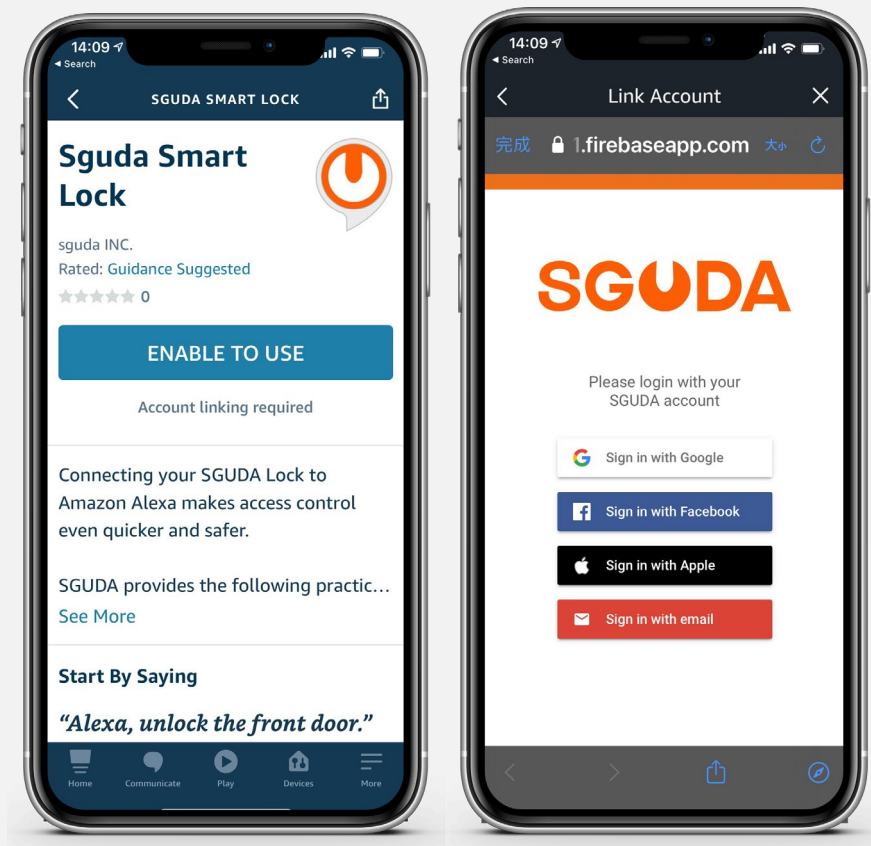 14:09
◀ Search
SGUDA SMART LOCK
Sguda Smart
Lock
sguda INC.
Rated: Guidance Suggested
0
ENABLE TO USE
Account linking required
Connecting your SGUDA Lock to
Amazon Alexa makes access control
even quicker and safer.
SGUDA provides the following practic...
See More
Start By Saying
“Alexa, unlock the front door.”
Home Communicate Play Devices More
14:09
◀ Search
Link Account
完成 1.firebaseapp.com 大小
SGUDA
Please login with your
SGUDA account
Sign in with Google
Sign in with Facebook
Sign in with Apple
Sign in with email